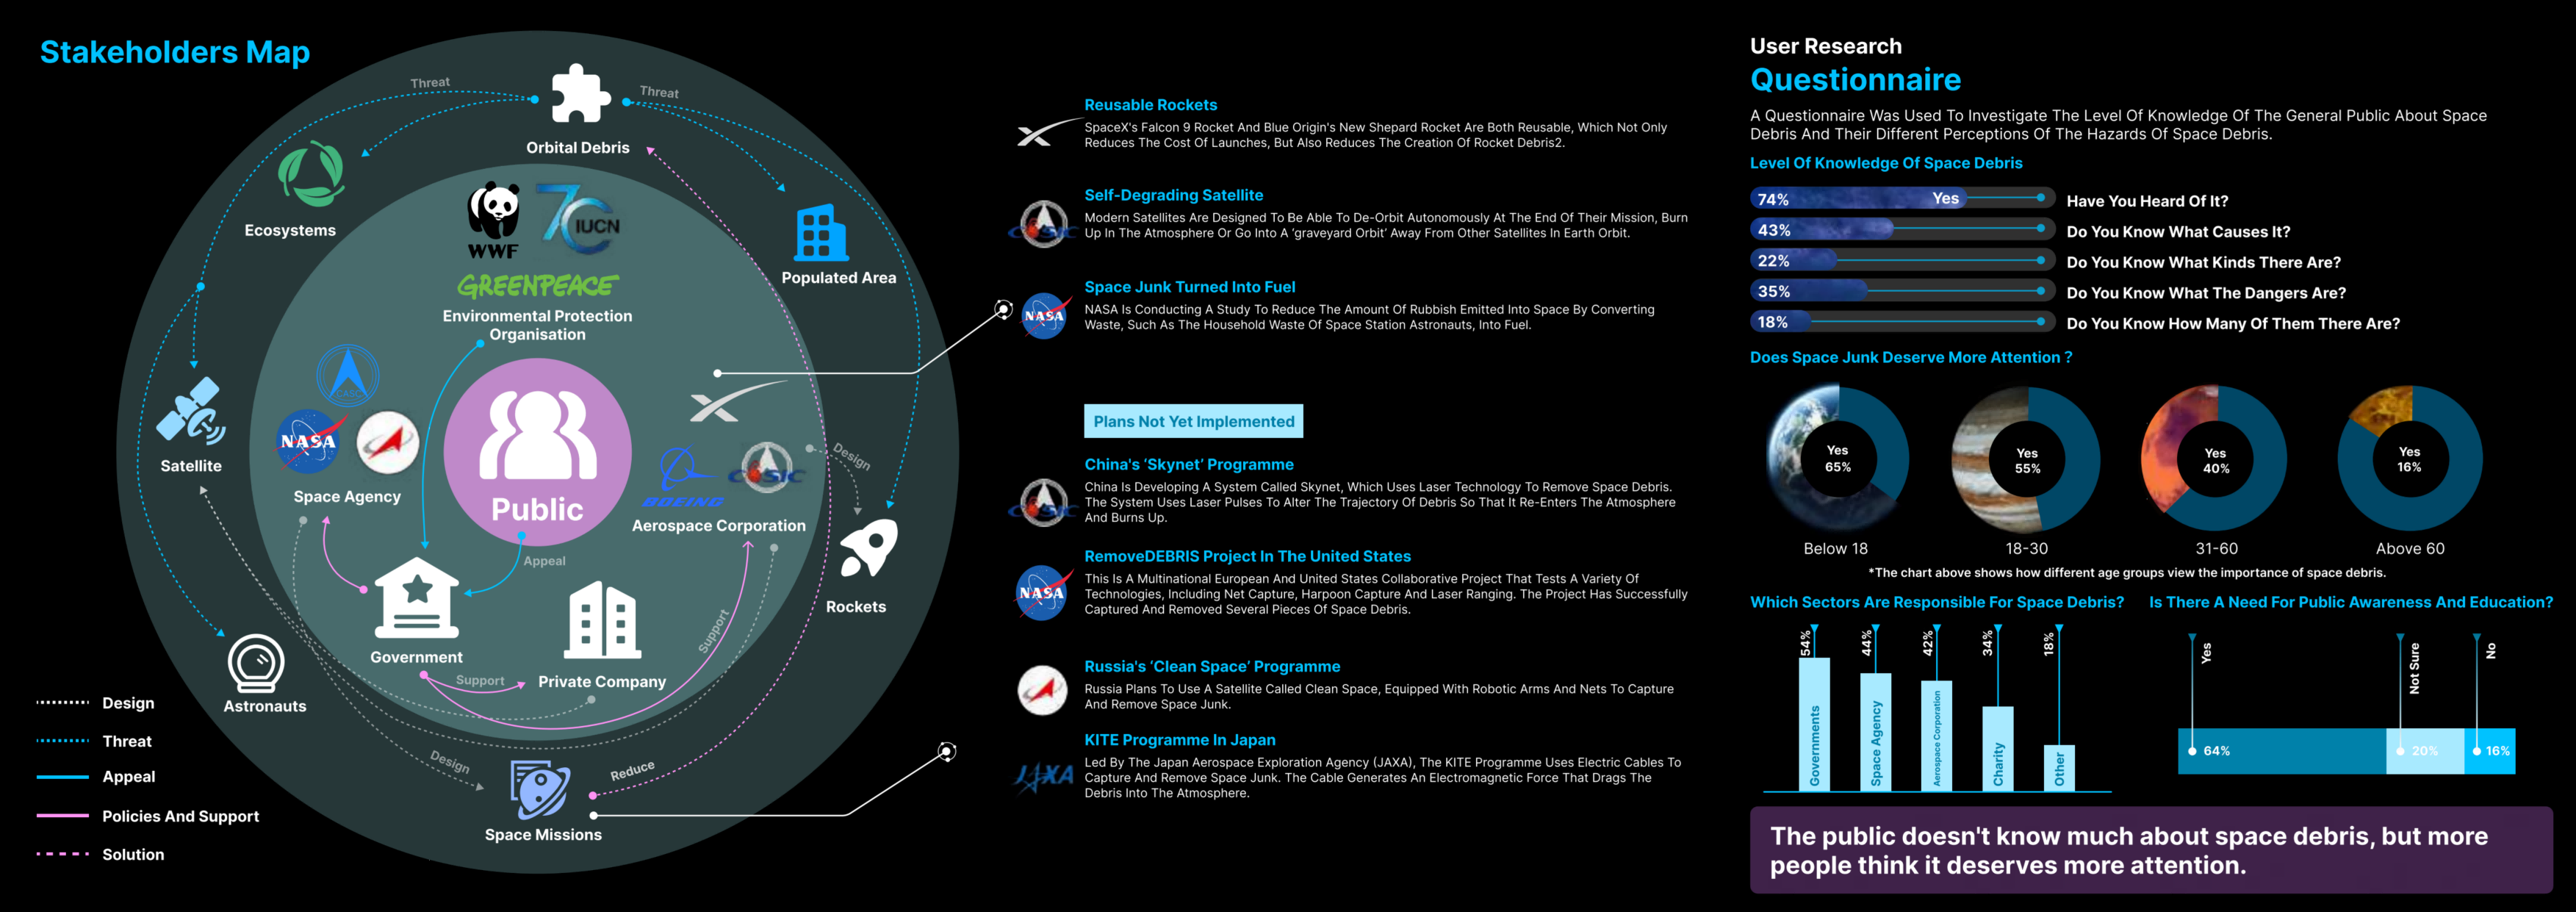 Stakeholders Map
Threat
Threat
Orbital Debris
Ecosystems
WWF
7C IUCN
GREENPEACE
Environmental Protection
Organisation
Populated Area
Satellite
CASC
NASA
Space Agency
Public
Appeal
BOEING
CASIC
Aerospace Corporation
Design
Rockets
Government
Support
Private Company
Support
Astronauts
Design
Reduce
Space Missions
Design
Threat
Appeal
Policies And Support
Solution
Reusable Rockets
SpaceX's Falcon 9 Rocket And Blue Origin's New Shepard Rocket Are Both Reusable, Which Not Only
Reduces The Cost Of Launches, But Also Reduces The Creation Of Rocket Debris2.
CASIC
Self-Degrading Satellite
Modern Satellites Are Designed To Be Able To De-Orbit Autonomously At The End Of Their Mission, Burn
Up In The Atmosphere Or Go Into A ‘graveyard Orbit’ Away From Other Satellites In Earth Orbit.
NASA
Space Junk Turned Into Fuel
NASA Is Conducting A Study To Reduce The Amount Of Rubbish Emitted Into Space By Converting
Waste, Such As The Household Waste Of Space Station Astronauts, Into Fuel.
Plans Not Yet Implemented
CASIC
China's ‘Skynet’ Programme
China Is Developing A System Called Skynet, Which Uses Laser Technology To Remove Space Debris.
The System Uses Laser Pulses To Alter The Trajectory Of Debris So That It Re-Enters The Atmosphere
And Burns Up.
NASA
RemoveDEBRIS Project In The United States
This Is A Multinational European And United States Collaborative Project That Tests A Variety Of
Technologies, Including Net Capture, Harpoon Capture And Laser Ranging. The Project Has Successfully
Captured And Removed Several Pieces Of Space Debris.
Russia's ‘Clean Space’ Programme
Russia Plans To Use A Satellite Called Clean Space, Equipped With Robotic Arms And Nets To Capture
And Remove Space Junk.
JAXA
KITE Programme In Japan
Led By The Japan Aerospace Exploration Agency (JAXA), The KITE Programme Uses Electric Cables To
Capture And Remove Space Junk. The Cable Generates An Electromagnetic Force That Drags The
Debris Into The Atmosphere.
User Research
Questionnaire
A Questionnaire Was Used To Investigate The Level Of Knowledge Of The General Public About Space
Debris And Their Different Perceptions Of The Hazards Of Space Debris.
Level Of Knowledge Of Space Debris
74% Yes Have You Heard Of It?
43% Do You Know What Causes It?
22% Do You Know What Kinds There Are?
35% Do You Know What The Dangers Are?
18% Do You Know How Many Of Them There Are?
Does Space Junk Deserve More Attention ?
Yes
65%
Below 18
Yes
55%
18-30
Yes
40%
31-60
Yes
16%
Above 60
*The chart above shows how different age groups view the importance of space debris.
Which Sectors Are Responsible For Space Debris?
54%
Governments
44%
Space Agency
42%
Aerospace Corporation
34%
Charity
18%
Other
Is There A Need For Public Awareness And Education?
Yes
Not Sure
No
64%
20%
16%
The public doesn't know much about space debris, but more
people think it deserves more attention.